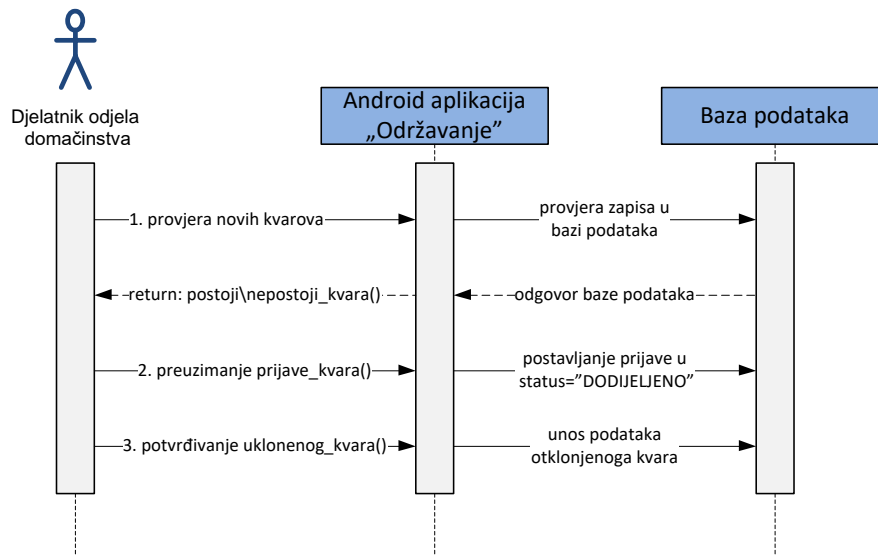 Djelatnik odjela
domačinstva
Android aplikacija
„Održavanje”
Baza podataka
1. provjera novih kvarova
provjera zapisa u
bazi podataka
return: postoji\nepostoji_kvara()
odgovor baze podataka
2. preuzimanje prijave_kvara()
postavljanje prijave u
status=”DODIJELJENO”
3. potvrđivanje uklonenog_kvara()
unos podataka
otklonjenoga kvara